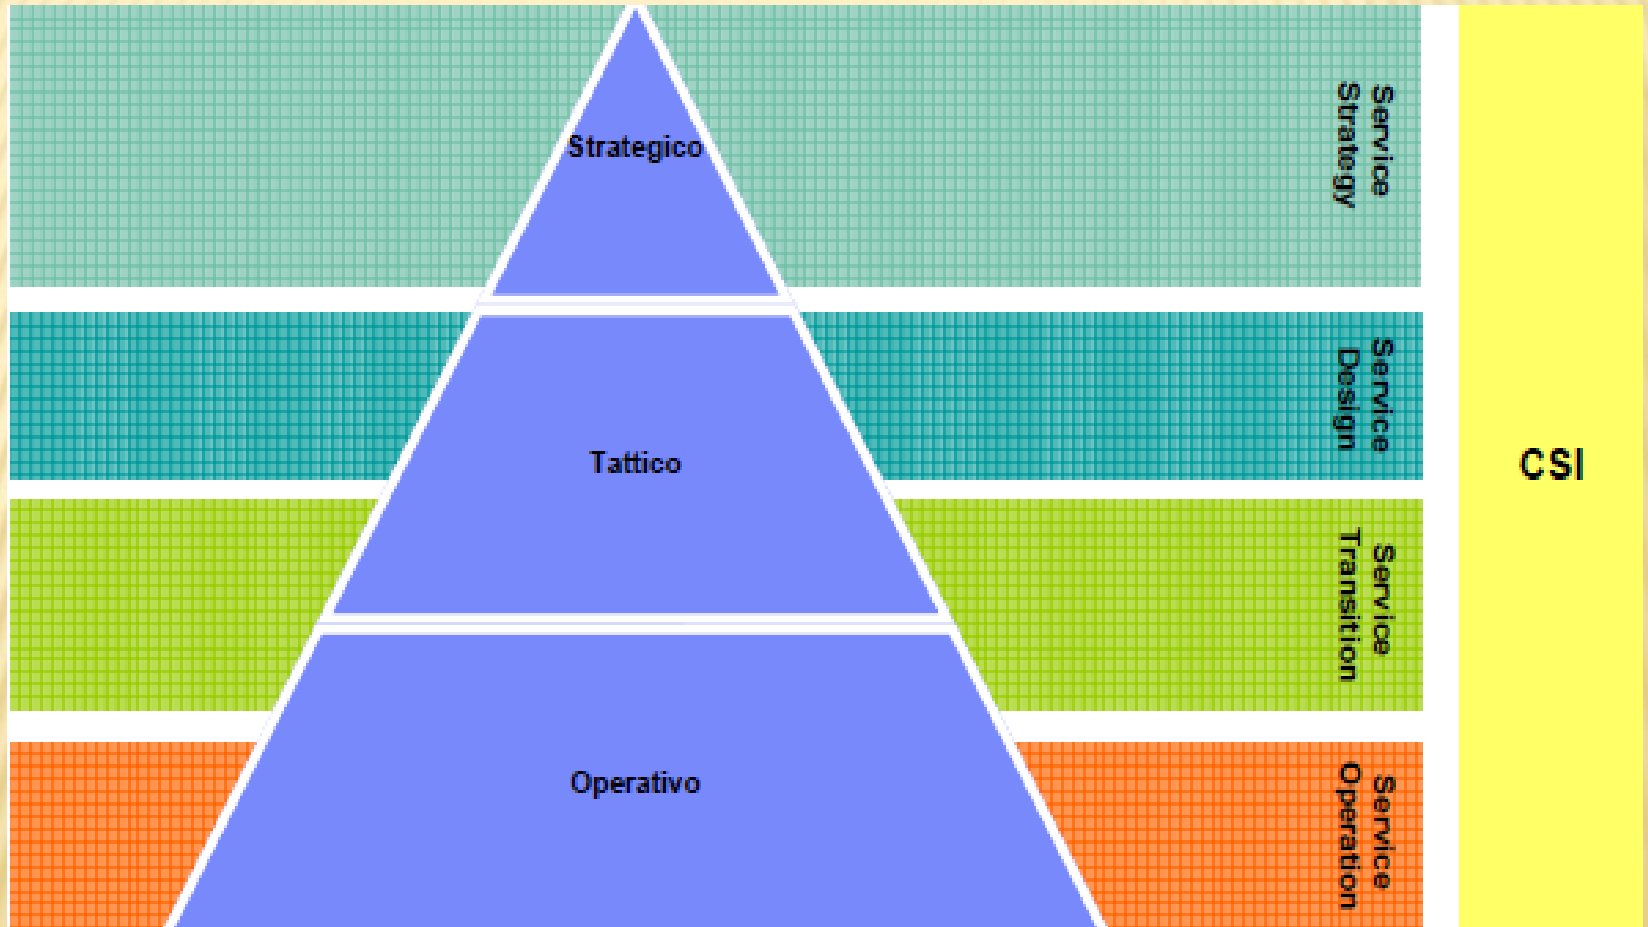 Strategico
Service
Strategy
Tattico
Service
Design
CSI
Service
Transition
Operativo
Service
Operation